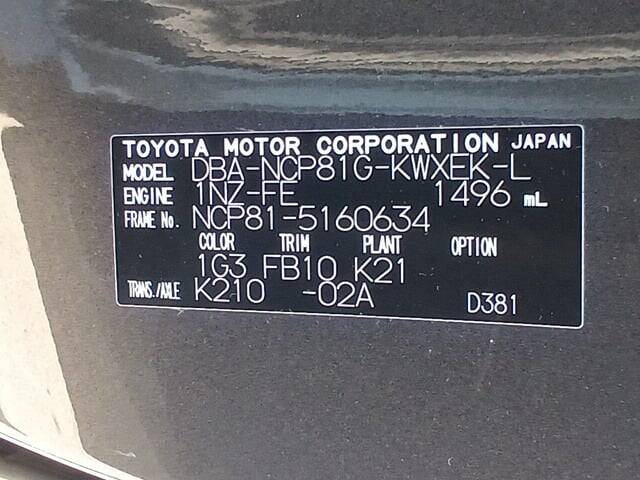 TOYOTA MOTOR CORPORATION JAPAN
MODEL DBA-NCP81G-KWXEK-L
ENGINE 1NZ-FE 1496 mL
FRAME No. NCP81-5160634
COLOR TRIM PLANT OPTION
1G3 FB10 K21
TRANS./AXLE K210 -02A D381